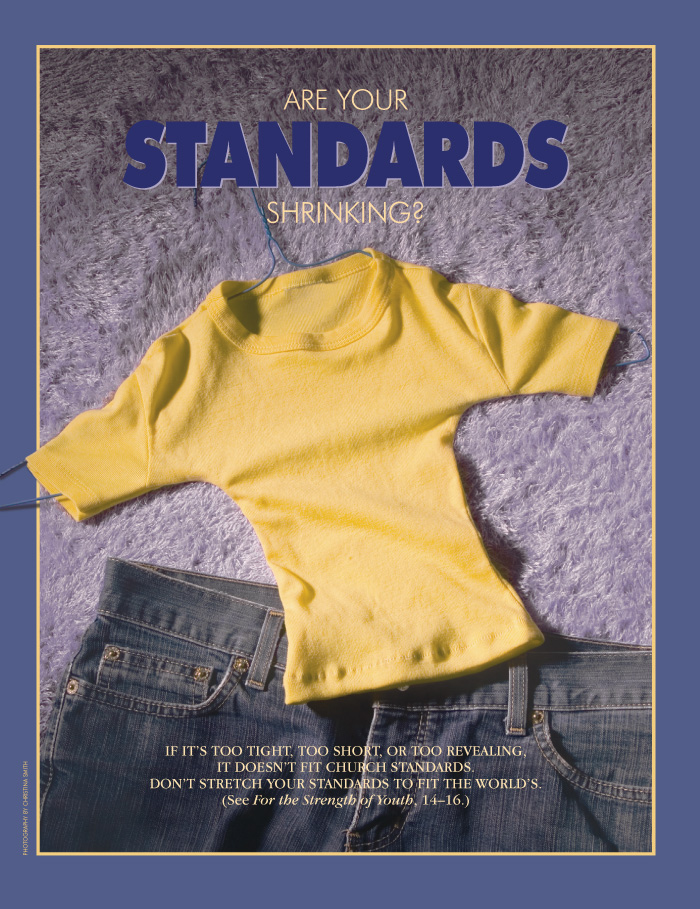 ARE YOUR
STANDARDS
SHRINKING?
IF IT'S TOO TIGHT, TOO SHORT, OR TOO REVEALING,
IT DOESN'T FIT CHURCH STANDARDS.
DON'T STRETCH YOUR STANDARDS TO FIT THE WORLD'S.
(See For the Strength of Youth, 14–16.)
PHOTOGRAPHY BY CHRISTINA SMITH